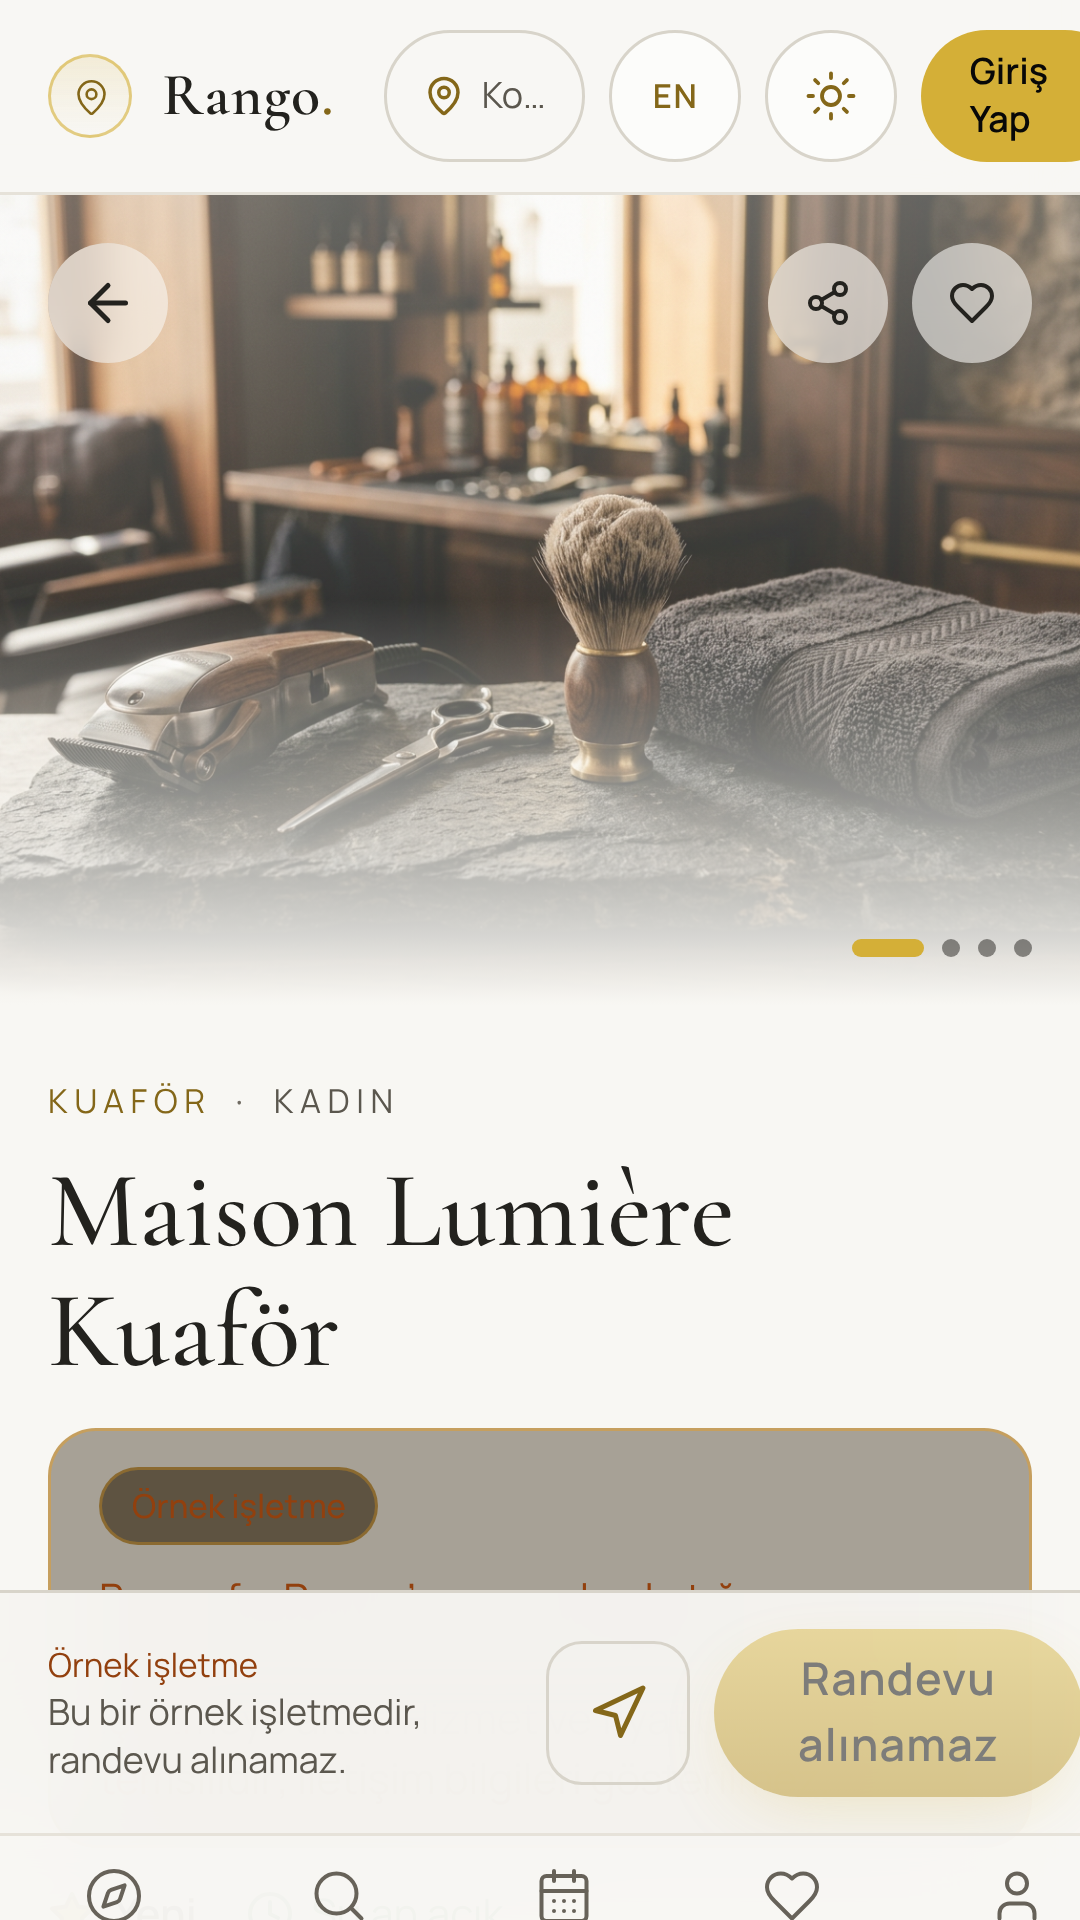 Rango.
Ko...
EN
Giriş
Yap
KUAFÖR · KADIN
Maison Lumière
Kuaför
Örnek işletme
Örnek işletme
Bu bir örnek işletmedir,
randevu alınamaz.
Randevu
alınamaz